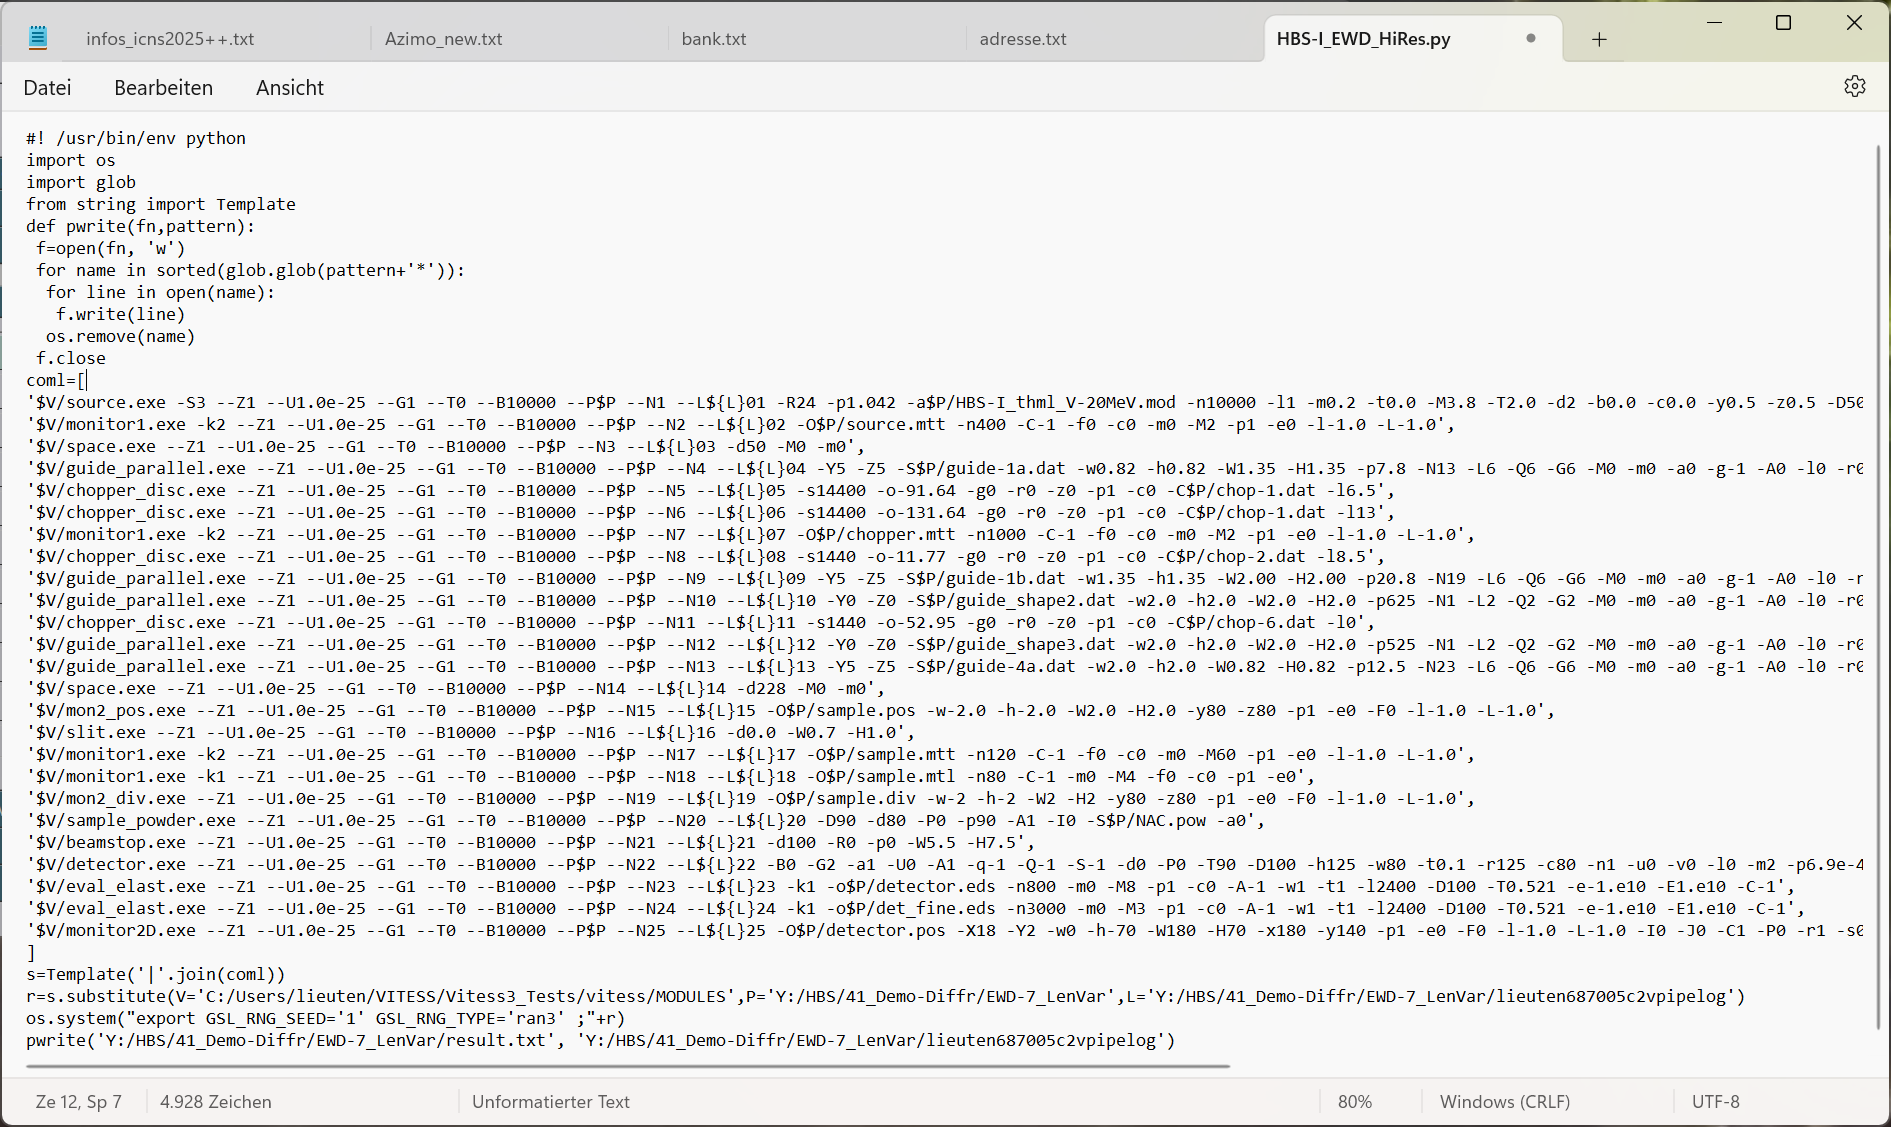 infos_icns2025++.txt Azimo_new.txt bank.txt adresse.txt HBS-I_EWD_HiRes.py
Datei Bearbeiten Ansicht
#! /usr/bin/env python
import os
import glob
from string import Template
def pwrite(fn,pattern):
 f=open(fn, 'w')
 for name in sorted(glob.glob(pattern+'*')):
  for line in open(name):
   f.write(line)
  os.remove(name)
 f.close
coml=[
'$V/source.exe -S3 --Z1 --U1.0e-25 --G1 --T0 --B10000 --P$P --N1 --L${L}01 -R24 -p1.042 -a$P/HBS-I_thml_V-20MeV.mod -n10000 -l1 -m0.2 -t0.0 -M3.8 -T2.0 -d2 -b0.0 -c0.0 -y0.5 -z0.5 -D50
'$V/monitor1.exe -k2 --Z1 --U1.0e-25 --G1 --T0 --B10000 --P$P --N2 --L${L}02 -O$P/source.mtt -n400 -C-1 -f0 -c0 -m0 -M2 -p1 -e0 -l-1.0 -L-1.0',
'$V/space.exe --Z1 --U1.0e-25 --G1 --T0 --B10000 --P$P --N3 --L${L}03 -d50 -M0 -m0',
'$V/guide_parallel.exe --Z1 --U1.0e-25 --G1 --T0 --B10000 --P$P --N4 --L${L}04 -Y5 -Z5 -S$P/guide-1a.dat -w0.82 -h0.82 -W1.35 -H1.35 -p7.8 -N13 -L6 -Q6 -G6 -M0 -m0 -a0 -g-1 -A0 -l0 -r0
'$V/chopper_disc.exe --Z1 --U1.0e-25 --G1 --T0 --B10000 --P$P --N5 --L${L}05 -s14400 -o-91.64 -g0 -r0 -z0 -p1 -c0 -C$P/chop-1.dat -l6.5',
'$V/chopper_disc.exe --Z1 --U1.0e-25 --G1 --T0 --B10000 --P$P --N6 --L${L}06 -s14400 -o-131.64 -g0 -r0 -z0 -p1 -c0 -C$P/chop-1.dat -l13',
'$V/monitor1.exe -k2 --Z1 --U1.0e-25 --G1 --T0 --B10000 --P$P --N7 --L${L}07 -O$P/chopper.mtt -n1000 -C-1 -f0 -c0 -m0 -M2 -p1 -e0 -l-1.0 -L-1.0',
'$V/chopper_disc.exe --Z1 --U1.0e-25 --G1 --T0 --B10000 --P$P --N8 --L${L}08 -s1440 -o-11.77 -g0 -r0 -z0 -p1 -c0 -C$P/chop-2.dat -l8.5',
'$V/guide_parallel.exe --Z1 --U1.0e-25 --G1 --T0 --B10000 --P$P --N9 --L${L}09 -Y5 -Z5 -S$P/guide-1b.dat -w1.35 -h1.35 -W2.00 -H2.00 -p20.8 -N19 -L6 -Q6 -G6 -M0 -m0 -a0 -g-1 -A0 -l0 -r
'$V/guide_parallel.exe --Z1 --U1.0e-25 --G1 --T0 --B10000 --P$P --N10 --L${L}10 -Y0 -Z0 -S$P/guide_shape2.dat -w2.0 -h2.0 -W2.0 -H2.0 -p625 -N1 -L2 -Q2 -G2 -M0 -m0 -a0 -g-1 -A0 -l0 -r0
'$V/chopper_disc.exe --Z1 --U1.0e-25 --G1 --T0 --B10000 --P$P --N11 --L${L}11 -s1440 -o-52.95 -g0 -r0 -z0 -p1 -c0 -C$P/chop-6.dat -l0',
'$V/guide_parallel.exe --Z1 --U1.0e-25 --G1 --T0 --B10000 --P$P --N12 --L${L}12 -Y0 -Z0 -S$P/guide_shape3.dat -w2.0 -h2.0 -W2.0 -H2.0 -p525 -N1 -L2 -Q2 -G2 -M0 -m0 -a0 -g-1 -A0 -l0 -r0
'$V/guide_parallel.exe --Z1 --U1.0e-25 --G1 --T0 --B10000 --P$P --N13 --L${L}13 -Y5 -Z5 -S$P/guide-4a.dat -w2.0 -h2.0 -W0.82 -H0.82 -p12.5 -N23 -L6 -Q6 -G6 -M0 -m0 -a0 -g-1 -A0 -l0 -r0
'$V/space.exe --Z1 --U1.0e-25 --G1 --T0 --B10000 --P$P --N14 --L${L}14 -d228 -M0 -m0',
'$V/mon2_pos.exe --Z1 --U1.0e-25 --G1 --T0 --B10000 --P$P --N15 --L${L}15 -O$P/sample.pos -w-2.0 -h-2.0 -W2.0 -H2.0 -y80 -z80 -p1 -e0 -F0 -l-1.0 -L-1.0',
'$V/slit.exe --Z1 --U1.0e-25 --G1 --T0 --B10000 --P$P --N16 --L${L}16 -d0.0 -W0.7 -H1.0',
'$V/monitor1.exe -k2 --Z1 --U1.0e-25 --G1 --T0 --B10000 --P$P --N17 --L${L}17 -O$P/sample.mtt -n120 -C-1 -f0 -c0 -m0 -M60 -p1 -e0 -l-1.0 -L-1.0',
'$V/monitor1.exe -k1 --Z1 --U1.0e-25 --G1 --T0 --B10000 --P$P --N18 --L${L}18 -O$P/sample.mtl -n80 -C-1 -m0 -M4 -f0 -c0 -p1 -e0',
'$V/mon2_div.exe --Z1 --U1.0e-25 --G1 --T0 --B10000 --P$P --N19 --L${L}19 -O$P/sample.div -w-2 -h-2 -W2 -H2 -y80 -z80 -p1 -e0 -F0 -l-1.0 -L-1.0',
'$V/sample_powder.exe --Z1 --U1.0e-25 --G1 --T0 --B10000 --P$P --N20 --L${L}20 -D90 -d80 -P0 -p90 -A1 -I0 -S$P/NAC.pow -a0',
'$V/beamstop.exe --Z1 --U1.0e-25 --G1 --T0 --B10000 --P$P --N21 --L${L}21 -d100 -R0 -p0 -W5.5 -H7.5',
'$V/detector.exe --Z1 --U1.0e-25 --G1 --T0 --B10000 --P$P --N22 --L${L}22 -B0 -G2 -a1 -U0 -A1 -q-1 -Q-1 -S-1 -d0 -P0 -T90 -D100 -h125 -w80 -t0.1 -r125 -c80 -n1 -u0 -v0 -l0 -m2 -p6.9e-4
'$V/eval_elast.exe --Z1 --U1.0e-25 --G1 --T0 --B10000 --P$P --N23 --L${L}23 -k1 -o$P/detector.eds -n800 -m0 -M8 -p1 -c0 -A-1 -w1 -t1 -l2400 -D100 -T0.521 -e-1.e10 -E1.e10 -C-1',
'$V/eval_elast.exe --Z1 --U1.0e-25 --G1 --T0 --B10000 --P$P --N24 --L${L}24 -k1 -o$P/det_fine.eds -n3000 -m0 -M3 -p1 -c0 -A-1 -w1 -t1 -l2400 -D100 -T0.521 -e-1.e10 -E1.e10 -C-1',
'$V/monitor2D.exe --Z1 --U1.0e-25 --G1 --T0 --B10000 --P$P --N25 --L${L}25 -O$P/detector.pos -X18 -Y2 -w0 -h-70 -W180 -H70 -x180 -y140 -p1 -e0 -F0 -l-1.0 -L-1.0 -I0 -J0 -C1 -P0 -r1 -s0
]
s=Template('|'.join(coml))
r=s.substitute(V='C:/Users/lieuten/VITESS/Vitess3_Tests/vitess/MODULES',P='Y:/HBS/41_Demo-Diffr/EWD-7_LenVar',L='Y:/HBS/41_Demo-Diffr/EWD-7_LenVar/lieuten687005c2vpipelog')
os.system("export GSL_RNG_SEED='1' GSL_RNG_TYPE='ran3' ;"+r)
pwrite('Y:/HBS/41_Demo-Diffr/EWD-7_LenVar/result.txt', 'Y:/HBS/41_Demo-Diffr/EWD-7_LenVar/lieuten687005c2vpipelog')
Ze 12, Sp 7 4.928 Zeichen Unformatierter Text 80% Windows (CRLF) UTF-8